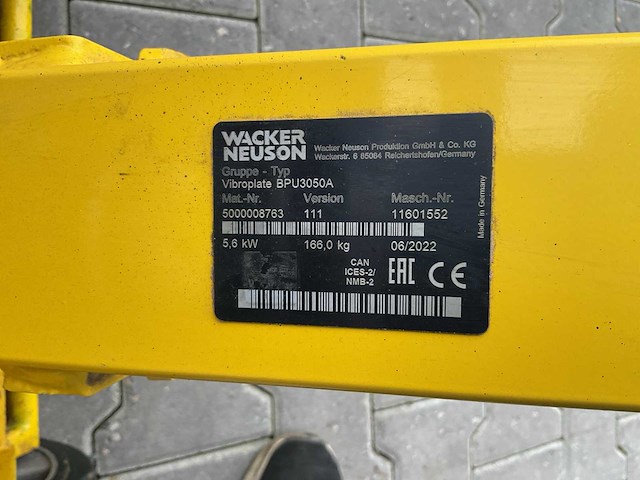 WACKER
NEUSON
Wacker Neuson Produktion GmbH & Co. KG
Wackerstr. 6 85084 Reichertshofen/Germany
Gruppe - Typ
Vibroplate BPU3050A
Mat.-Nr. Version Masch.-Nr.
5000008763 111 11601552
5,6 kW 166,0 kg 06/2022
CAN
ICES-2/
NMB-2
EAC CE
Made in Germany